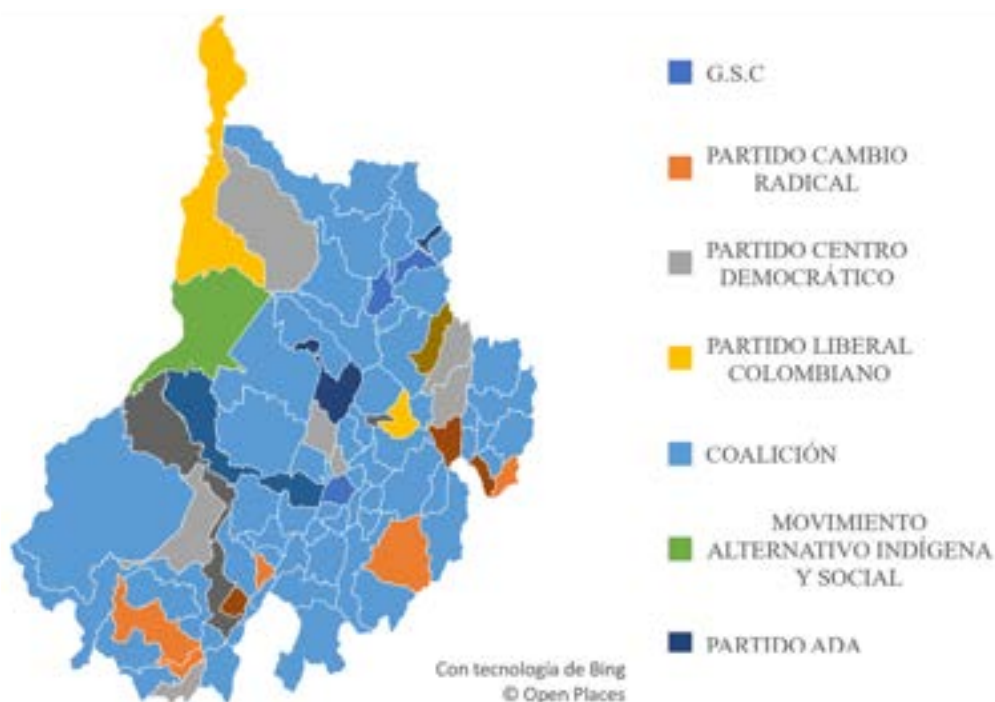 G.S.C
PARTIDO CAMBIO
RADICAL
PARTIDO CENTRO
DEMOCRÁTICO
PARTIDO LIBERAL
COLOMBIANO
COALICIÓN
MOVIMIENTO
ALTERNATIVO INDÍGENA
Y SOCIAL
PARTIDO ADA
Con tecnología de Bing
© Open Places